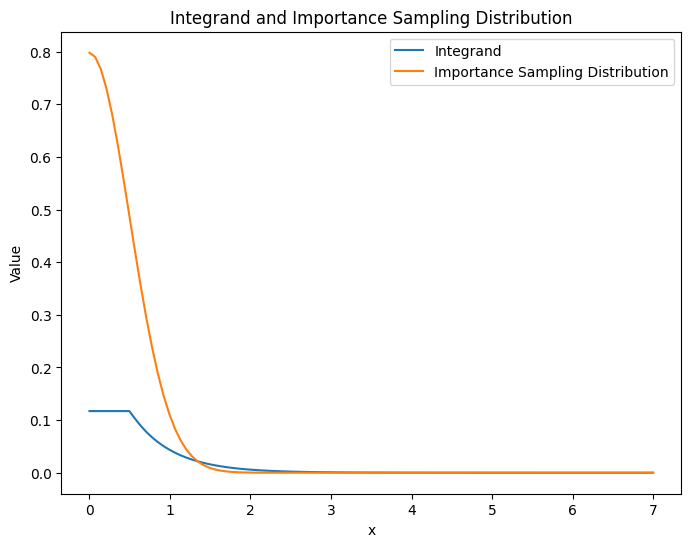 Integrand and Importance Sampling Distribution
Integrand
Importance Sampling Distribution
Value
0.8
0.7
0.6
0.5
0.4
0.3
0.2
0.1
0.0
0 1 2 3 4 5 6 7
x